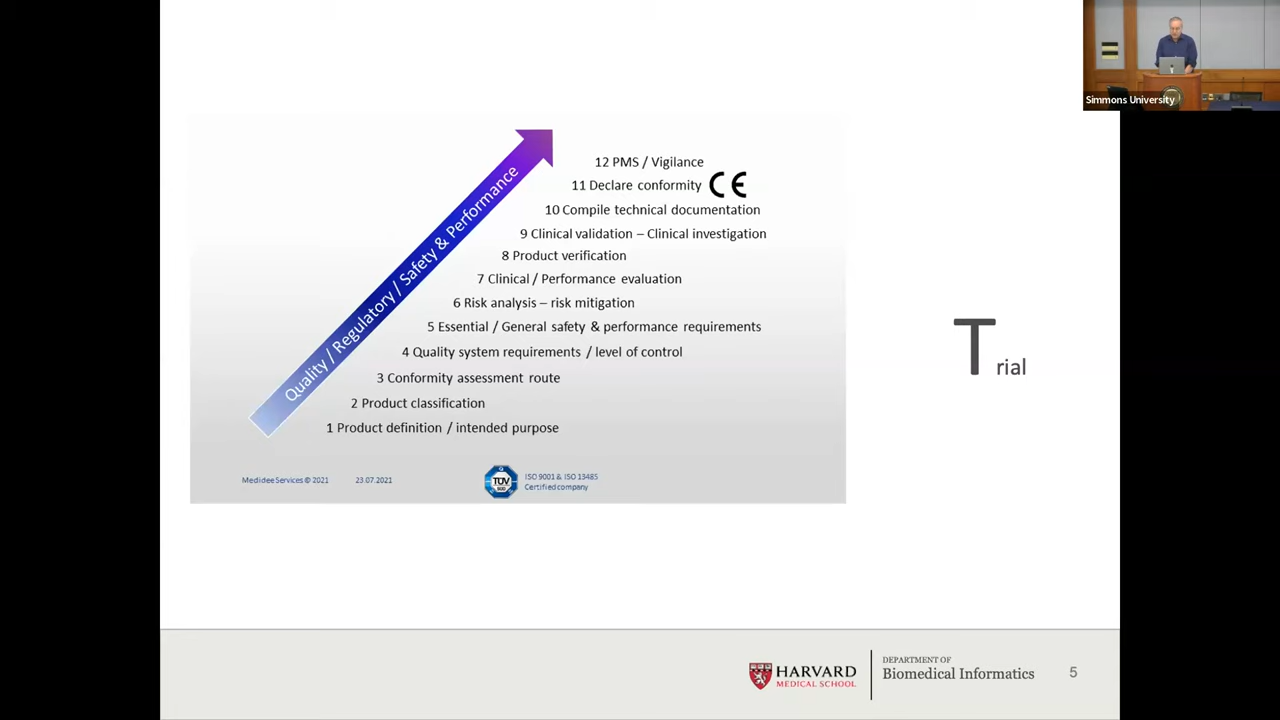 Simmons University
Quality / Regulatory / Safety & Performance
12 PMS / Vigilance
11 Declare conformity CE
10 Compile technical documentation
9 Clinical validation – Clinical investigation
8 Product verification
7 Clinical / Performance evaluation
6 Risk analysis – risk mitigation
5 Essential / General safety & performance requirements
4 Quality system requirements / level of control
3 Conformity assessment route
2 Product classification
1 Product definition / intended purpose
Trial
Medidee Services © 2021 23.07.2021
TÜV
ISO 9001 & ISO 13485
Certified company
HARVARD
MEDICAL SCHOOL
DEPARTMENT OF
Biomedical Informatics
5